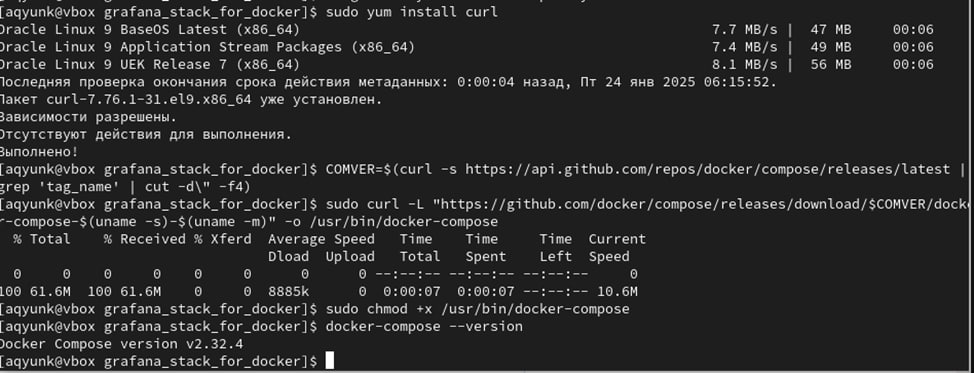 [aqyunk@vbox grafana_stack_for_docker]$ sudo yum install curl
Oracle Linux 9 BaseOS Latest (x86_64) 7.7 MB/s | 47 MB 00:06
Oracle Linux 9 Application Stream Packages (x86_64) 7.4 MB/s | 49 MB 00:06
Oracle Linux 9 UEK Release 7 (x86_64) 8.1 MB/s | 56 MB 00:06
Последняя проверка окончания срока действия метаданных: 0:00:04 назад, Пт 24 янв 2025 06:15:52.
Пакет curl-7.76.1-31.el9.x86_64 уже установлен.
Зависимости разрешены.
Отсутствуют действия для выполнения.
Выполнено!
[aqyunk@vbox grafana_stack_for_docker]$ COMVER=$(curl -s https://api.github.com/repos/docker/compose/releases/latest |
grep 'tag_name' | cut -d\" -f4)
[aqyunk@vbox grafana_stack_for_docker]$ sudo curl -L "https://github.com/docker/compose/releases/download/$COMVER/docke
r-compose-$(uname -s)-$(uname -m)" -o /usr/bin/docker-compose
% Total % Received % Xferd Average Speed Time Time Time Current
Dload Upload Total Spent Left Speed
0 0 0 0 0 0 0 0 --:--:-- --:--:-- --:--:-- 0
100 61.6M 100 61.6M 0 0 8885k 0 0:00:07 0:00:07 --:--:-- 10.6M
[aqyunk@vbox grafana_stack_for_docker]$ sudo chmod +x /usr/bin/docker-compose
[aqyunk@vbox grafana_stack_for_docker]$ docker-compose --version
Docker Compose version v2.32.4
[aqyunk@vbox grafana_stack_for_docker]$